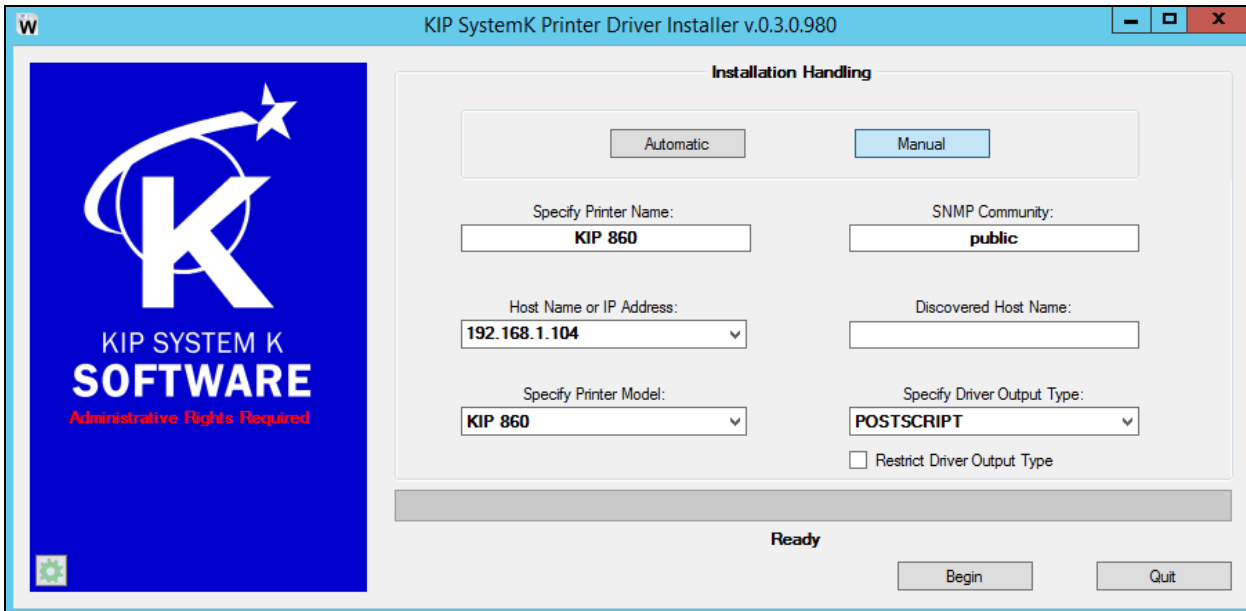 W
KIP SystemK Printer Driver Installer v.0.3.0.980
K
KIP SYSTEM K
SOFTWARE
Administrative Rights Required
Installation Handling
Automatic
Manual
Specify Printer Name:
SNMP Community:
KIP 860
public
Host Name or IP Address:
Discovered Host Name:
192.168.1.104
Specify Printer Model:
Specify Driver Output Type:
KIP 860
POSTSCRIPT
Restrict Driver Output Type
Ready
Begin
Quit